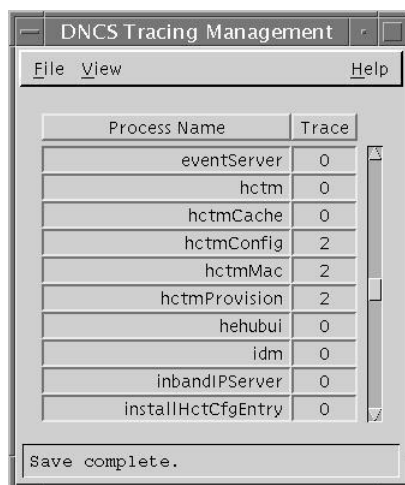 DNCS Tracing Management
File View Help
Process Name Trace
eventServer 0
hctm 0
hctmCache 0
hctmConfig 2
hctmMac 2
hctmProvision 2
hehubui 0
idm 0
inbandIPServer 0
installHctCfgEntry 0
Save complete.